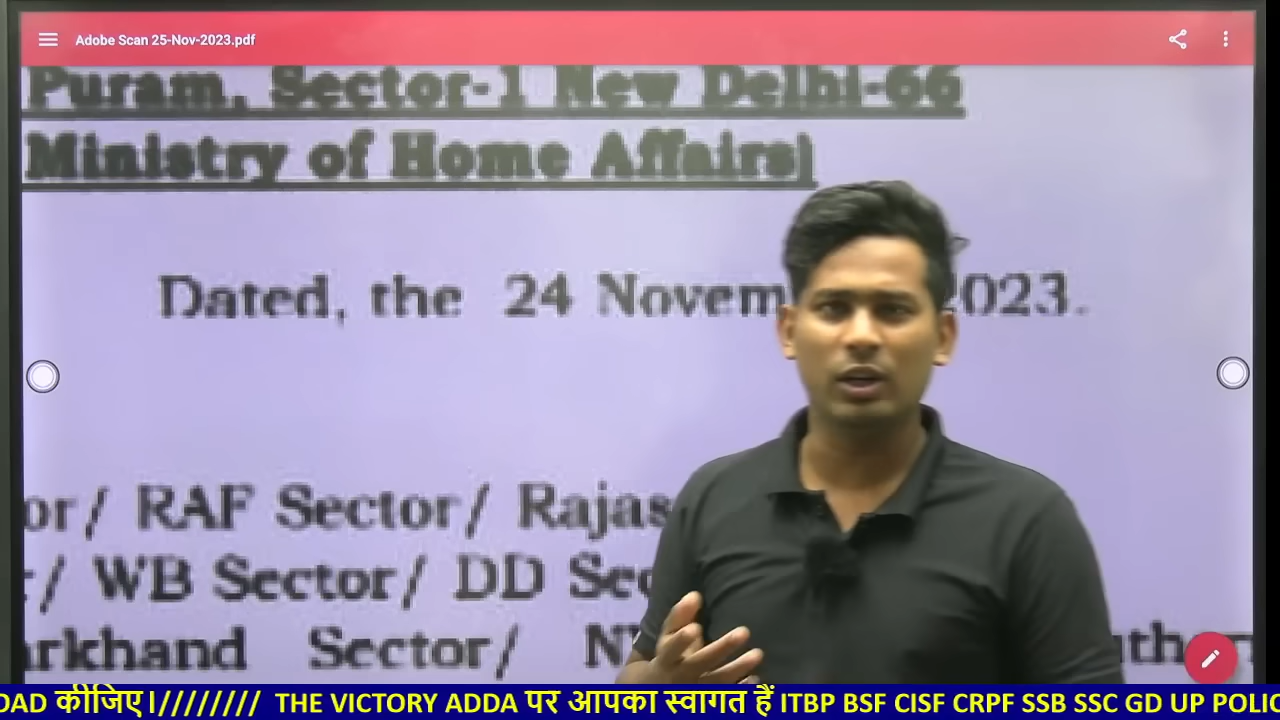 Adobe Scan 25-Nov-2023.pdf
Puram, Sector-1 New Delhi-66
Ministry of Home Affairs)
Dated, the 24 Novem 2023.
or/ RAF Sector/ Rajas
/ WB Sector/ DD Sec
arkhand Sector/ N
OAD कीजिए।//////// THE VICTORY ADDA पर आपका स्वागत हैं ITBP BSF CISF CRPF SSB SSC GD UP POLIC